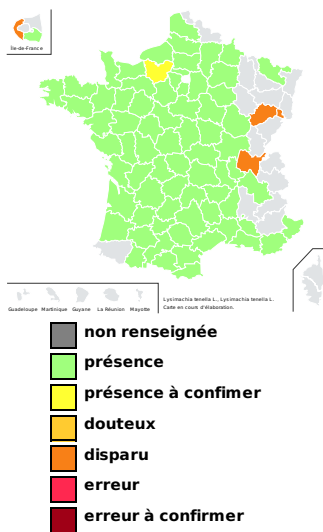 Île-de-France
Guadeloupe Martinique Guyane La Réunion Mayotte
Lysimachia tenella L., Lysimachia tenella L.
Carte en cours d'élaboration.
non renseignée
présence
présence à confimer
douteux
disparu
erreur
erreur à confirmer